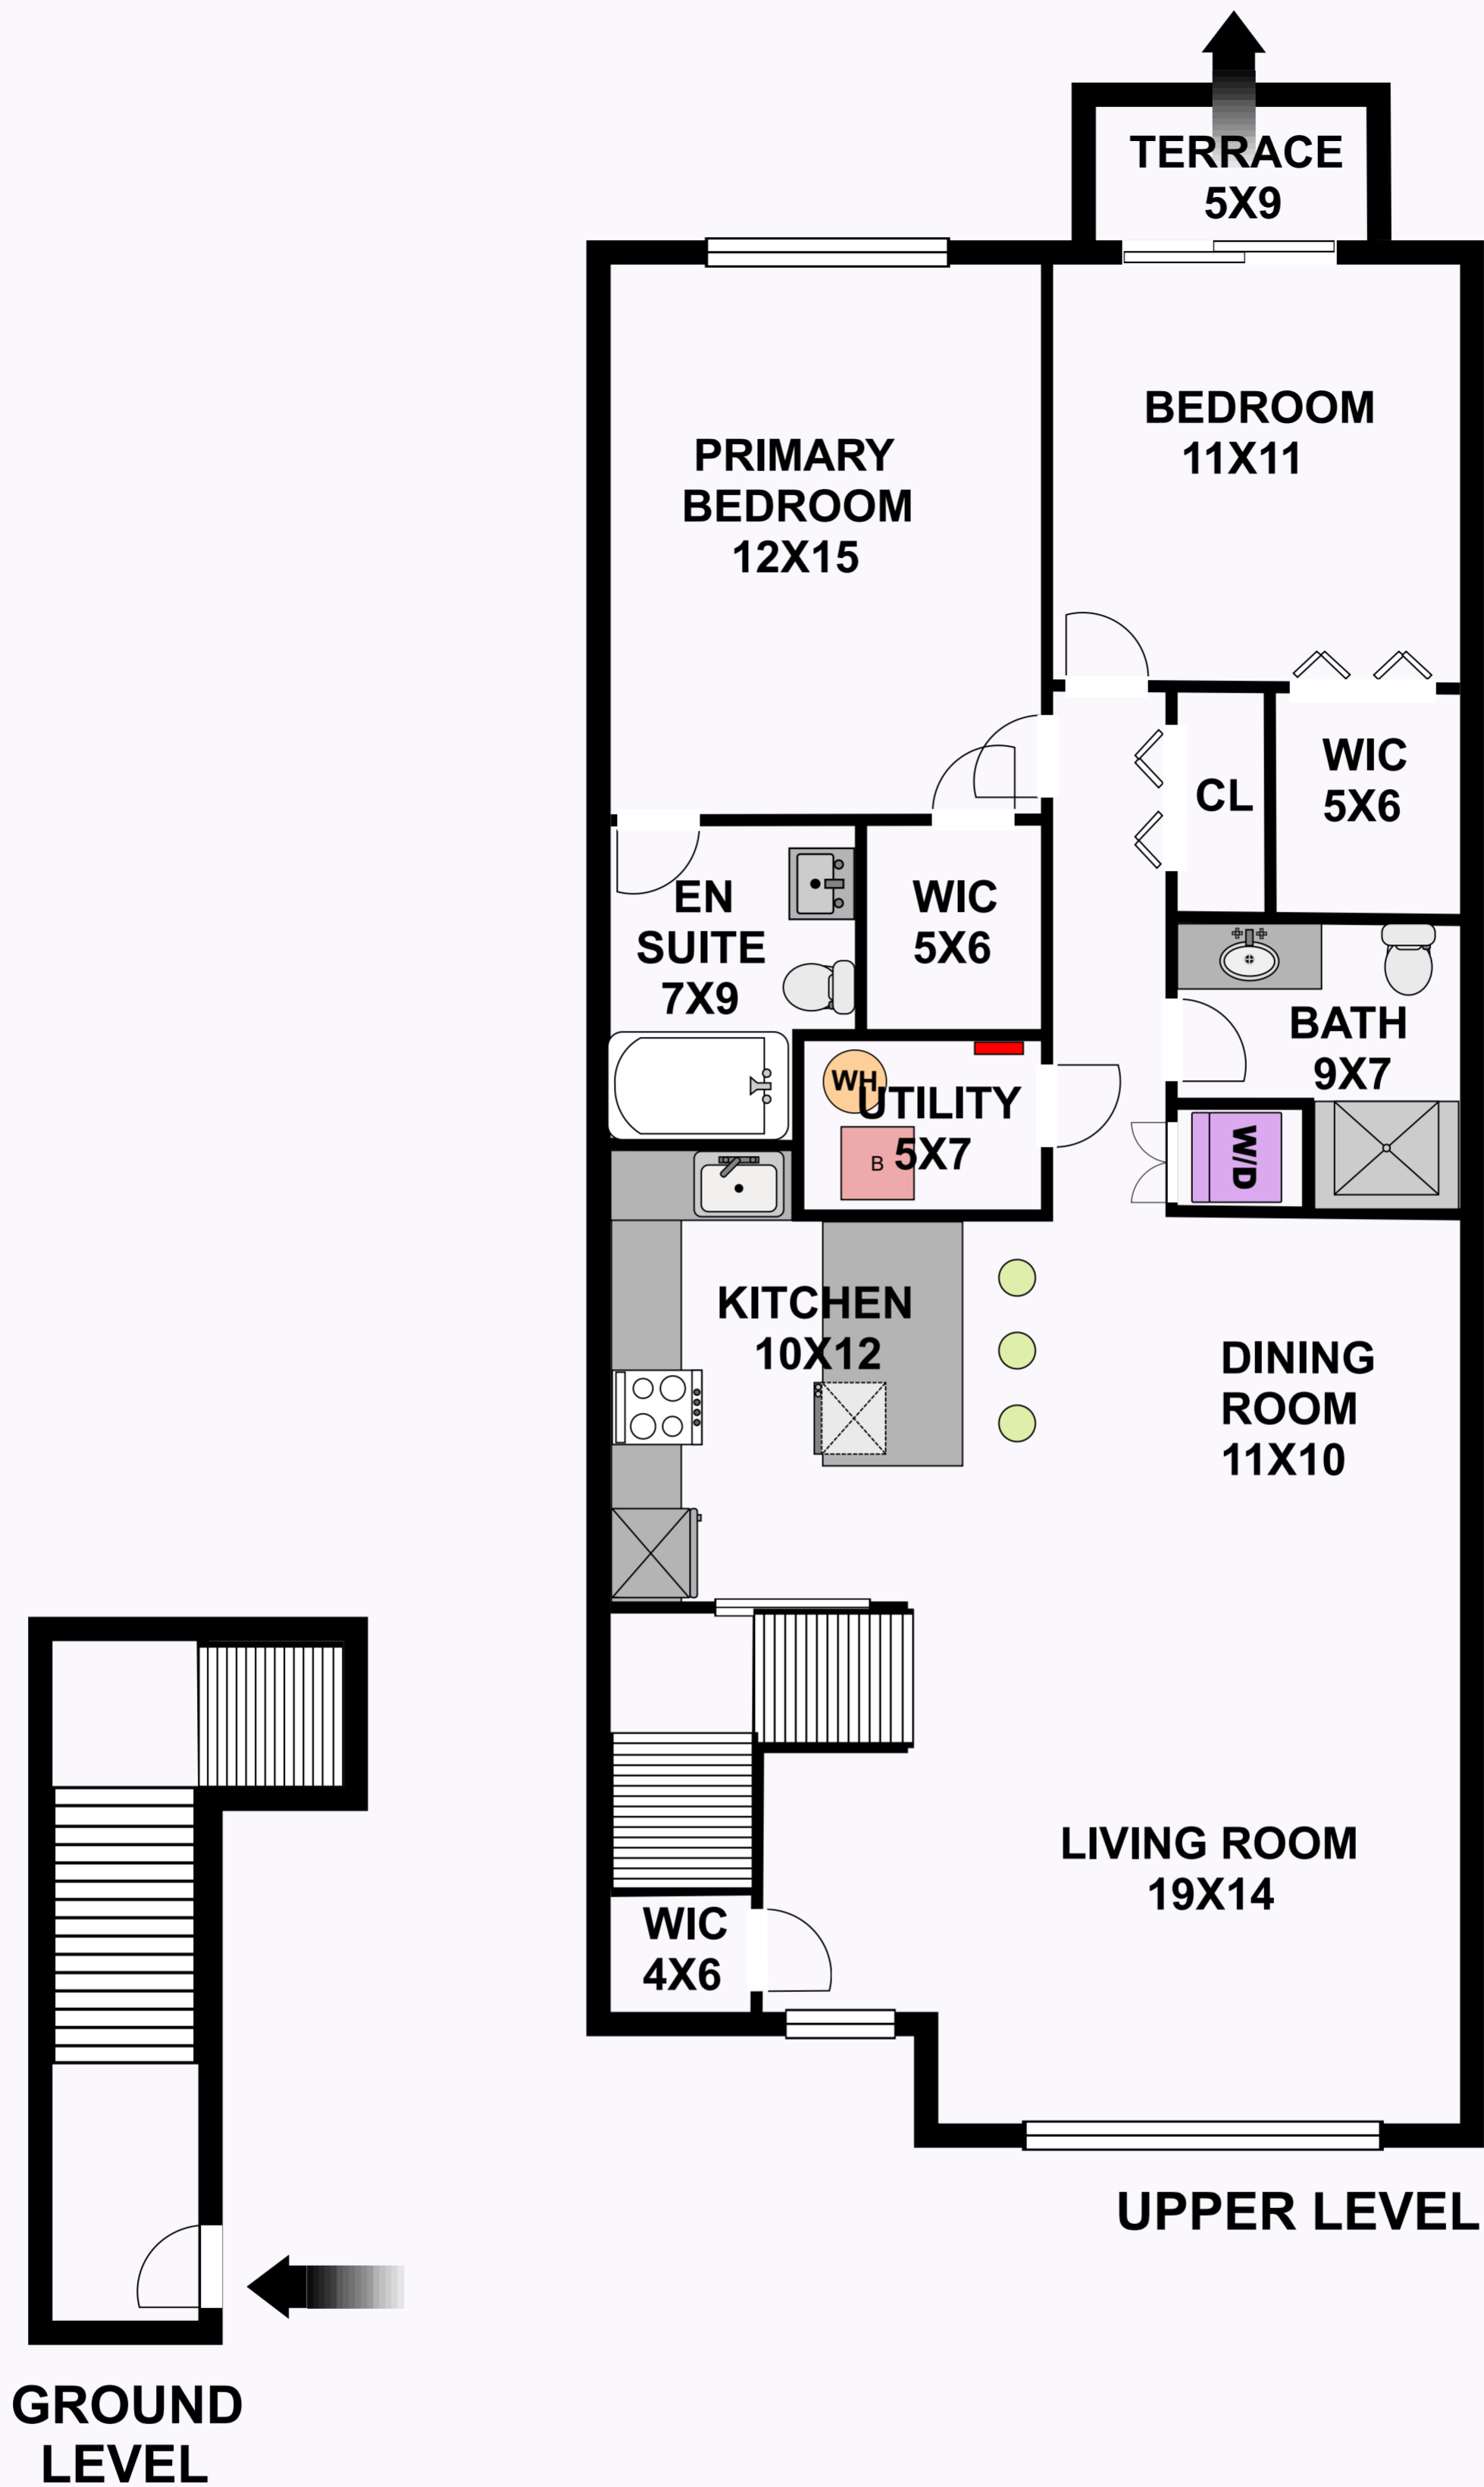 TERRACE
5X9
BEDROOM
11X11
PRIMARY
BEDROOM
12X15
WIC
5X6
CL
EN
SUITE
7X9
WIC
5X6
BATH
9X7
WH
UTILITY
5X7
B
W/D
KITCHEN
10X12
DINING
ROOM
11X10
LIVING ROOM
19X14
WIC
4X6
UPPER LEVEL
GROUND
LEVEL